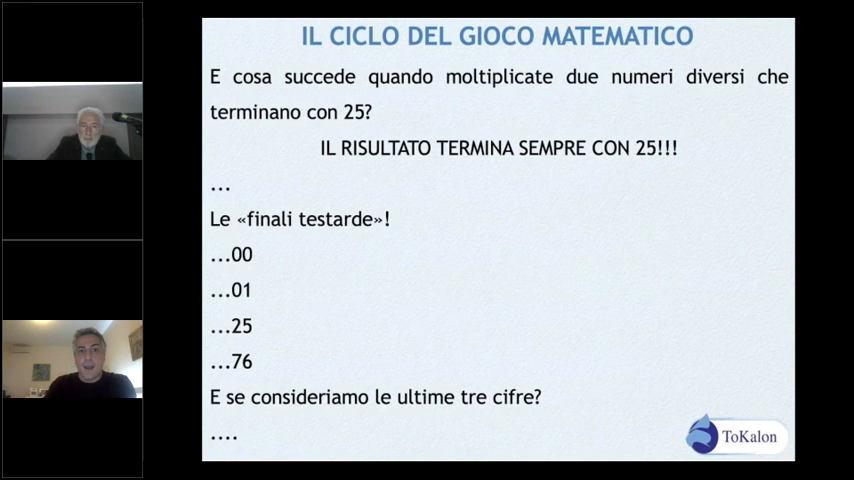 IL CICLO DEL GIOCO MATEMATICO
E cosa succede quando moltiplicate due numeri diversi che
terminano con 25?
IL RISULTATO TERMINA SEMPRE CON 25!!!
...
Le «finali testarde»!
...00
...01
...25
...76
E se consideriamo le ultime tre cifre?
....
ToKalon